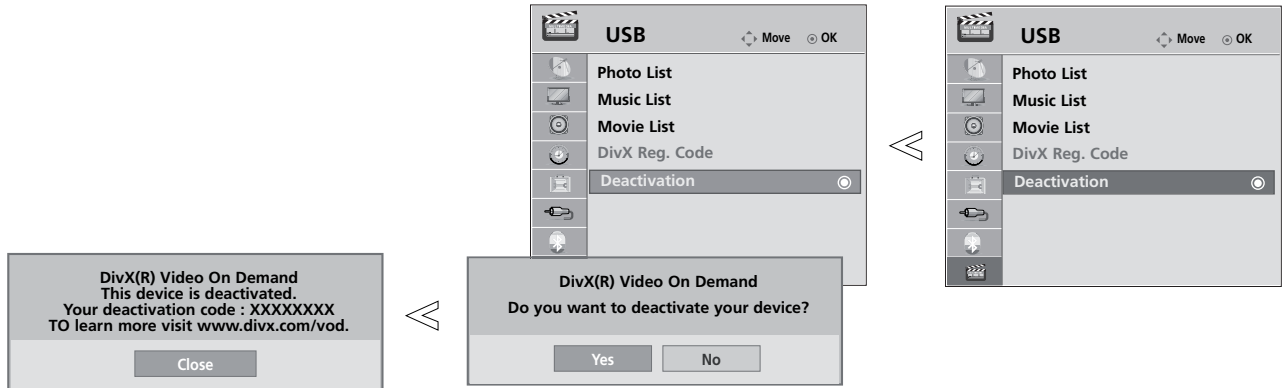 USB Move OK
Photo List
Music List
Movie List
DivX Reg. Code
Deactivation
USB Move OK
Photo List
Music List
Movie List
DivX Reg. Code
Deactivation
DivX(R) Video On Demand
This device is deactivated.
Your deactivation code : XXXXXXXX
TO learn more visit www.divx.com/vod.
Close
DivX(R) Video On Demand
Do you want to deactivate your device?
Yes No